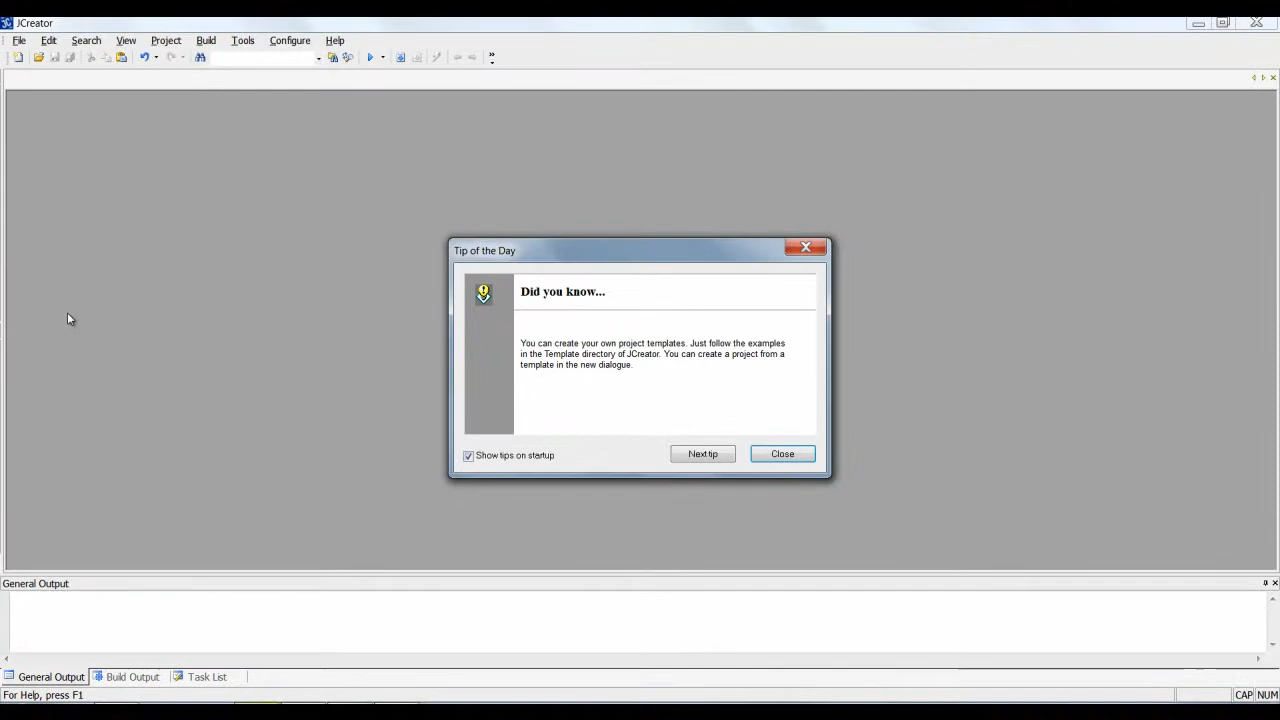 JCreator
File Edit Search View Project Build Tools Configure Help
Tip of the Day
Did you know...
You can create your own project templates. Just follow the examples
in the Template directory of JCreator. You can create a project from a
template in the new dialogue.
Show tips on startup
Next tip
Close
General Output
General Output Build Output Task List
For Help, press F1
CAP NUM